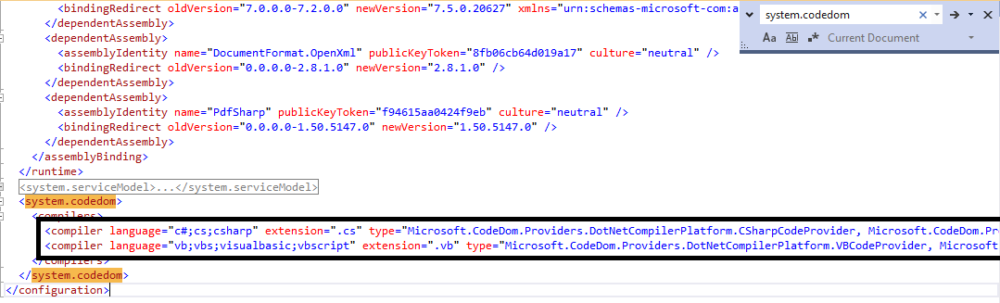 <bindingRedirect oldVersion="7.0.0.0-7.2.0.0" newVersion="7.5.0.20627" xmlns="urn:schemas-microsoft-com:a
</dependentAssembly>
<dependentAssembly>
<assemblyIdentity name="DocumentFormat.OpenXml" publicKeyToken="8fb06cb64d019a17" culture="neutral" />
<bindingRedirect oldVersion="0.0.0.0-2.8.1.0" newVersion="2.8.1.0" />
</dependentAssembly>
<dependentAssembly>
<assemblyIdentity name="PdfSharp" publicKeyToken="f94615aa0424f9eb" culture="neutral" />
<bindingRedirect oldVersion="0.0.0.0-1.50.5147.0" newVersion="1.50.5147.0" />
</dependentAssembly>
</assemblyBinding>
</runtime>
<system.serviceModel>...</system.serviceModel>
<system.codedom>
<compilers>
<compiler language="c#;cs;csharp" extension=".cs" type="Microsoft.CodeDom.Providers.DotNetCompilerPlatform.CSharpCodeProvider, Microsoft.CodeDom.Pr
<compiler language="vb;vbs;visualbasic;vbscript" extension=".vb" type="Microsoft.CodeDom.Providers.DotNetCompilerPlatform.VBCodeProvider, Microsoft
</compilers>
</system.codedom>
</configuration>
system.codedom
Aa Ab .* Current Document